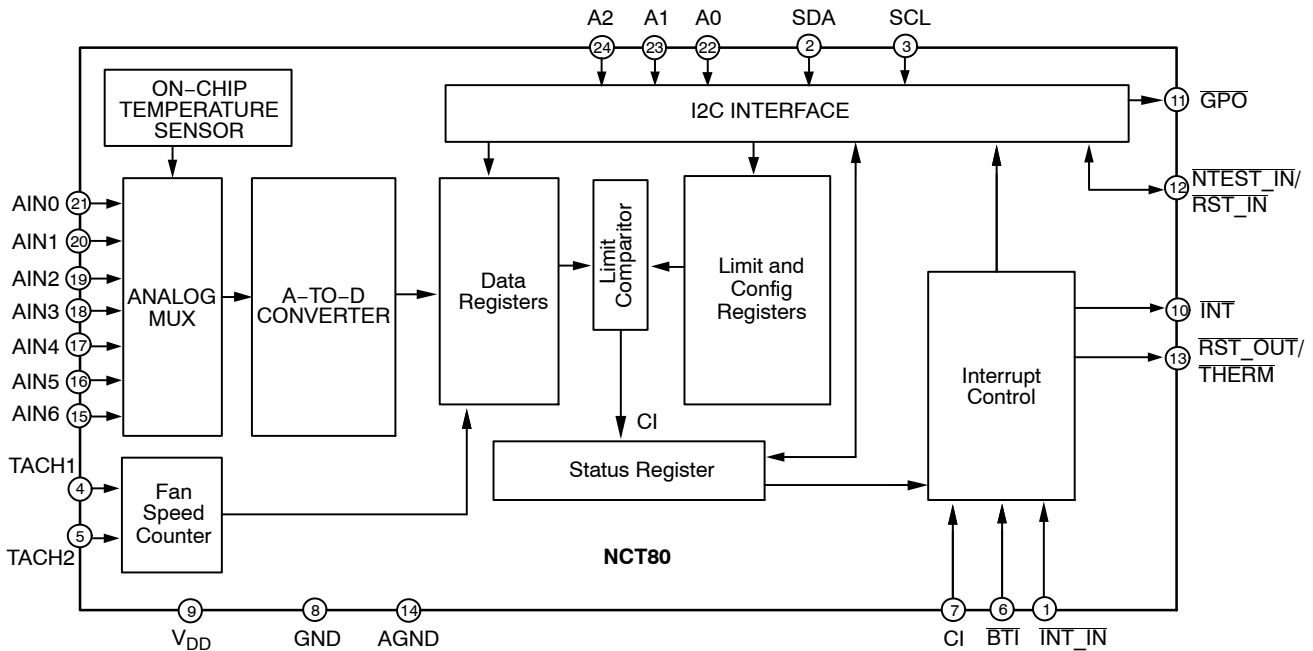 A2 A1 A0 SDA SCL
24 23 22 2 3
ON−CHIP
TEMPERATURE
SENSOR
I2C INTERFACE
11 GPO
12 NTEST_IN/
RST_IN
AIN0 21
AIN1 20
AIN2 19
AIN3 18
AIN4 17
AIN5 16
AIN6 15
ANALOG
MUX
A−TO−D
CONVERTER
Data
Registers
Limit
Comparitor
Limit and
Config
Registers
10 INT
13 RST_OUT/
THERM
Interrupt
Control
CI
Status Register
TACH1
4
5
TACH2
Fan
Speed
Counter
NCT80
9 8 14 7 6 1
VDD GND AGND CI BTI INT_IN